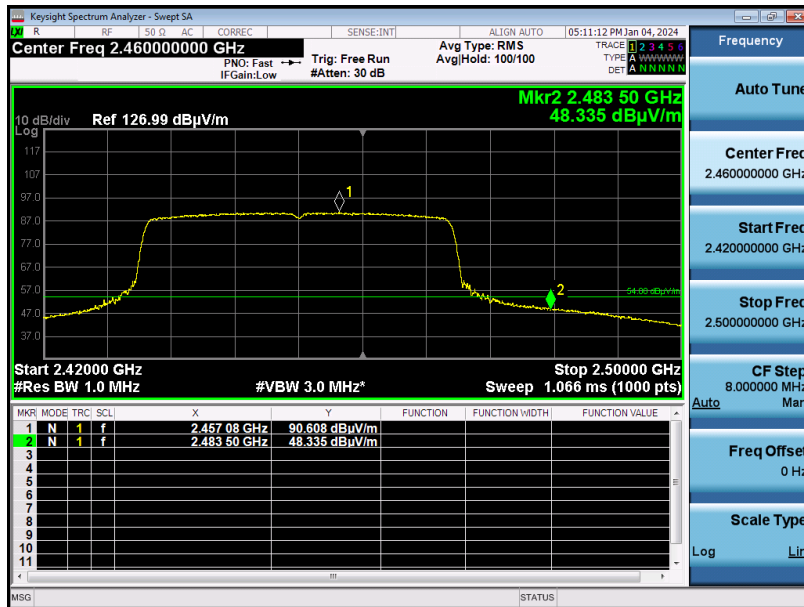 Keysight Spectrum Analyzer - Swept SA
LXI R RF 50 Ω AC CORREC SENSE:INT ALIGN AUTO 05:11:12 PM Jan 04, 2024
Center Freq 2.460000000 GHz
PNO: Fast
IFGain:Low
Trig: Free Run
#Atten: 30 dB
Avg Type: RMS
Avg|Hold: 100/100
TRACE 1 2 3 4 5 6
TYPE A WWWWW
DET A N N N N N
Mkr2 2.483 50 GHz
48.335 dBµV/m
10 dB/div Ref 126.99 dBµV/m
Log
117
107
97.0
87.0
77.0
67.0
57.0
47.0
37.0
1
2
54.00 dBµV/m
Start 2.42000 GHz Stop 2.50000 GHz
#Res BW 1.0 MHz #VBW 3.0 MHz* Sweep 1.066 ms (1000 pts)
MKR MODE TRC SCL X Y FUNCTION FUNCTION WIDTH FUNCTION VALUE
1 N 1 f 2.457 08 GHz 90.608 dBµV/m
2 N 1 f 2.483 50 GHz 48.335 dBµV/m
3
4
5
6
7
8
9
10
11
MSG STATUS
Frequency
Auto Tune
Center Freq
2.460000000 GHz
Start Freq
2.420000000 GHz
Stop Freq
2.500000000 GHz
CF Step
8.000000 MHz
Auto Man
Freq Offset
0 Hz
Scale Type
Log Lin